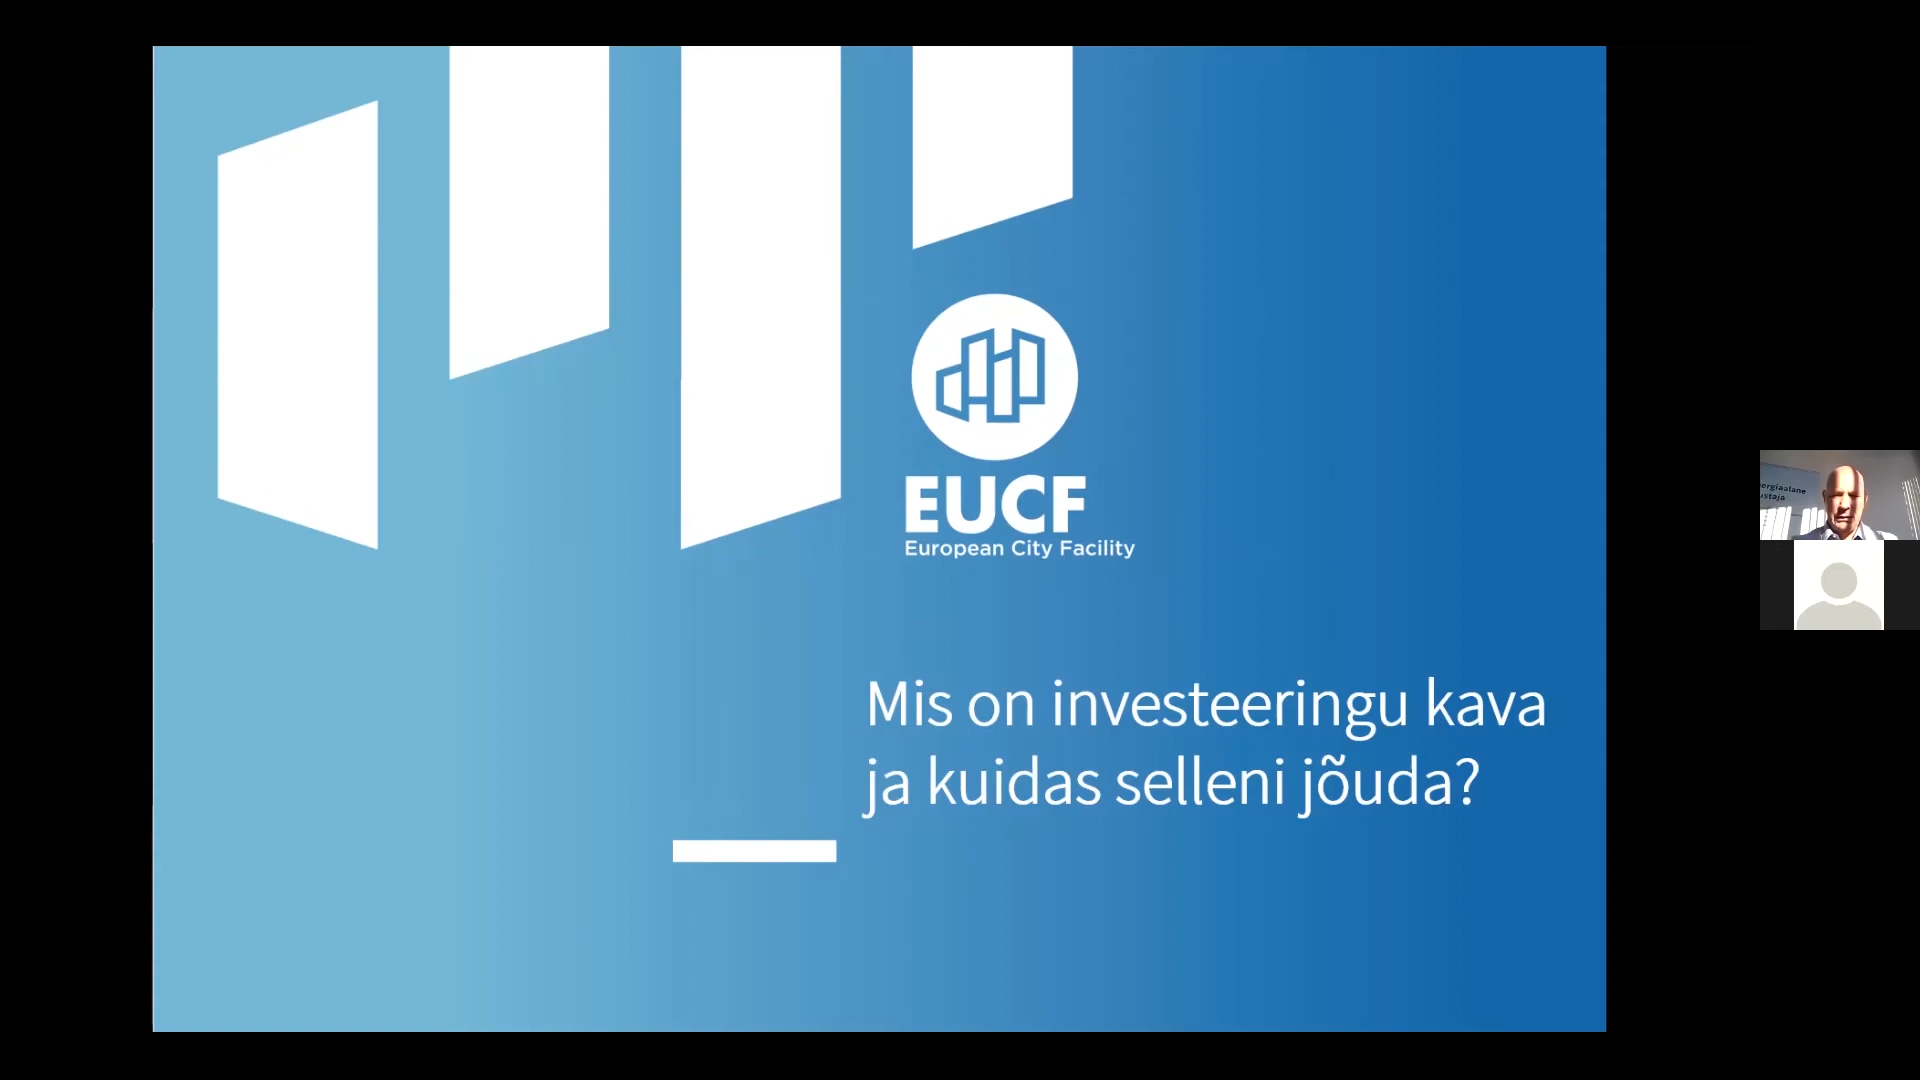 EUCF
European City Facility
Mis on investeeringu kava
ja kuidas selleni jõuda?